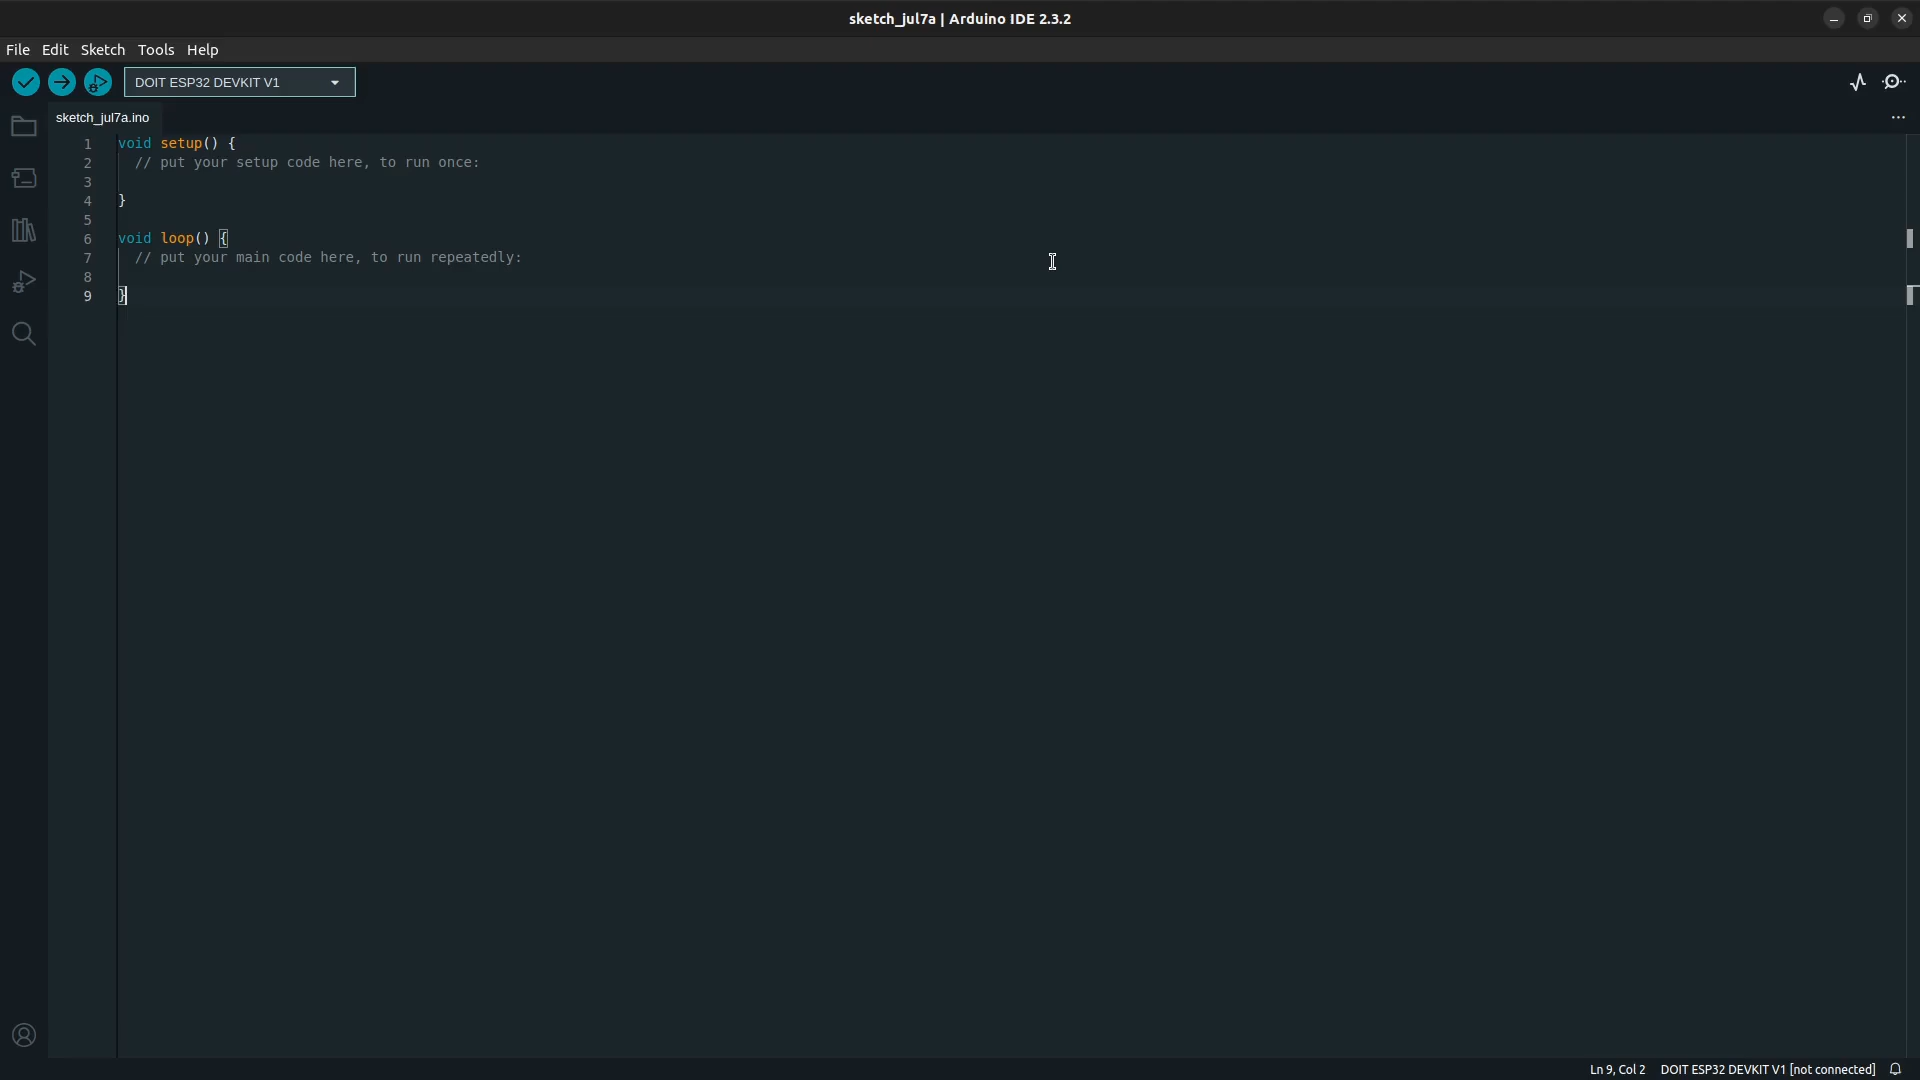 sketch_jul7a | Arduino IDE 2.3.2
File Edit Sketch Tools Help
DOIT ESP32 DEVKIT V1
sketch_jul7a.ino
1 void setup() {
2 // put your setup code here, to run once:
3
4 }
5
6 void loop() {
7 // put your main code here, to run repeatedly:
8
9 }
Ln 9, Col 2 DOIT ESP32 DEVKIT V1 [not connected]